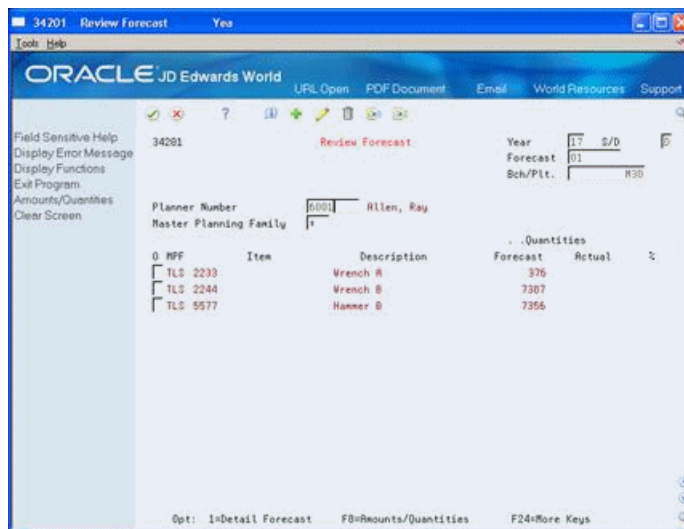 34201 Review Forecast Yea
Tools Help
ORACLE JD Edwards World
URL Open PDF Document Email World Resources Support
Field Sensitive Help
Display Error Message
Display Functions
Exit Program
Amounts/Quantities
Clear Screen
34201 Review Forecast Year 17 S/D D
Forecast 01
Bch/Plt. M30
Planner Number 6001 Allen, Ray
Master Planning Family *
. .Quantities
O MPF Item Description Forecast Actual %
TLS 2233 Wrench A 376
TLS 2244 Wrench B 7387
TLS 5577 Hammer B 7356
Opt: 1=Detail Forecast F8=Amounts/Quantities F24=More Keys